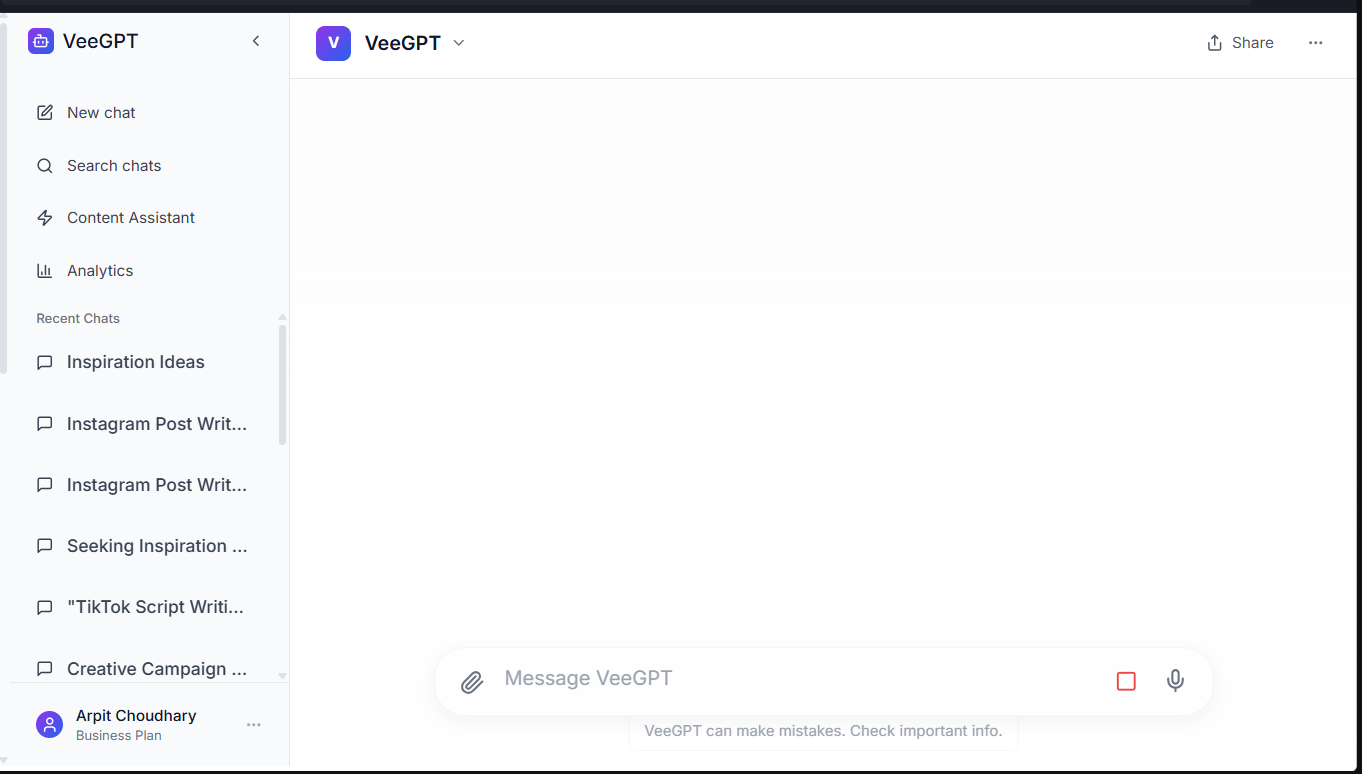 VeeGPT
New chat
Search chats
Content Assistant
Analytics
Recent Chats
Inspiration Ideas
Instagram Post Writ...
Instagram Post Writ...
Seeking Inspiration ...
"TikTok Script Writi...
Creative Campaign ...
Arpit Choudhary
Business Plan
V VeeGPT
Share
Message VeeGPT
VeeGPT can make mistakes. Check important info.